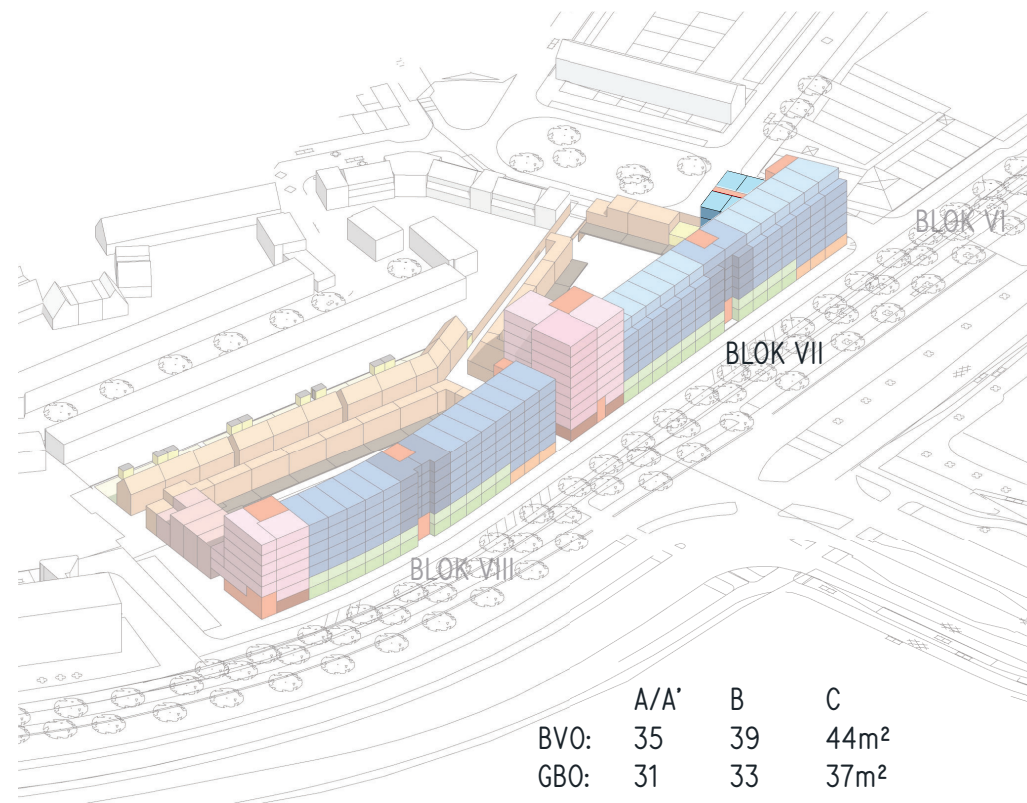 BLOK VI
BLOK VII
BLOK VIII
A/A' B C
BVO: 35 39 44m²
GBO: 31 33 37m²